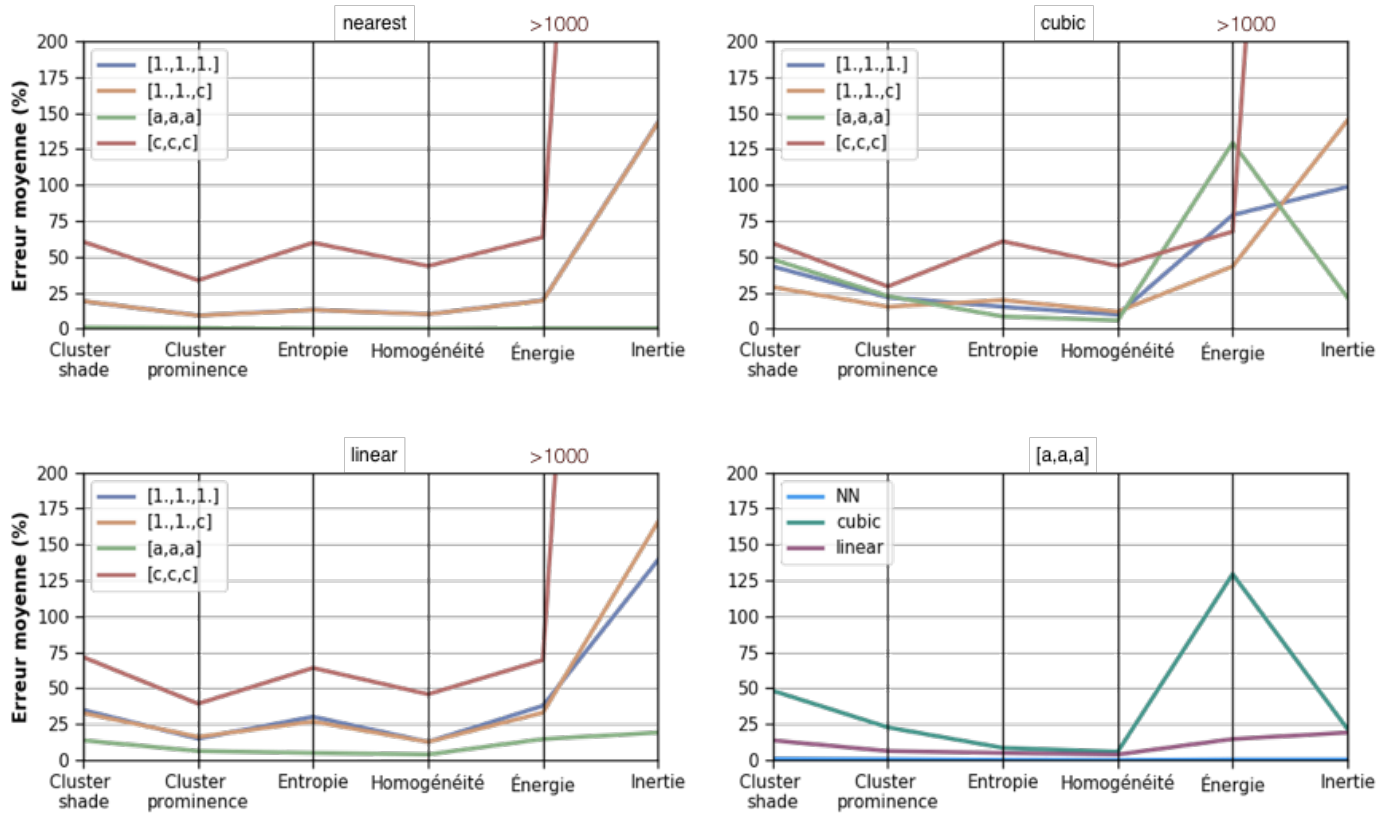 nearest
>1000
200
175
150
125
100
75
50
25
0
Erreur moyenne (%)
[1.,1.,1.]
[1.,1.,c]
[a,a,a]
[c,c,c]
Cluster shade
Cluster prominence
Entropie
Homogénéité
Énergie
Inertie
cubic
>1000
200
175
150
125
100
75
50
25
0
[1.,1.,1.]
[1.,1.,c]
[a,a,a]
[c,c,c]
Cluster shade
Cluster prominence
Entropie
Homogénéité
Énergie
Inertie
linear
>1000
200
175
150
125
100
75
50
25
0
Erreur moyenne (%)
[1.,1.,1.]
[1.,1.,c]
[a,a,a]
[c,c,c]
Cluster shade
Cluster prominence
Entropie
Homogénéité
Énergie
Inertie
[a,a,a]
200
175
150
125
100
75
50
25
0
NN
cubic
linear
Cluster shade
Cluster prominence
Entropie
Homogénéité
Énergie
Inertie